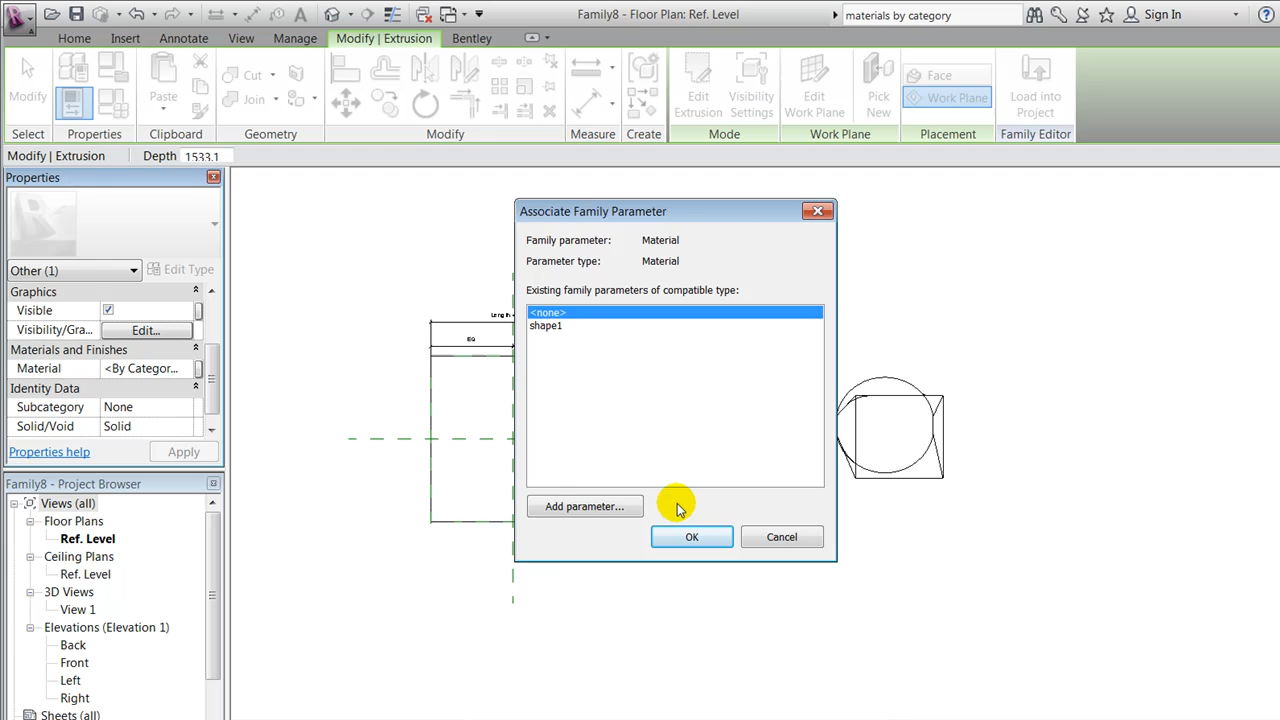 Family8 - Floor Plan: Ref. Level
materials by category
Sign In
Home Insert Annotate View Manage Modify | Extrusion Bentley
Modify
Paste
Cut
Join
Edit Extrusion
Visibility Settings
Edit Work Plane
Pick New
Face
Work Plane
Load into Project
Select Properties Clipboard Geometry Modify Measure Create Mode Work Plane Placement Family Editor
Modify | Extrusion Depth 1533.1
Properties
Other (1) Edit Type
Graphics
Visible
Visibility/Gra... Edit...
Materials and Finishes
Material <By Categor...
Identity Data
Subcategory None
Solid/Void Solid
Properties help Apply
Family8 - Project Browser
Views (all)
Floor Plans
Ref. Level
Ceiling Plans
Ref. Level
3D Views
View 1
Elevations (Elevation 1)
Back
Front
Left
Right
Sheets (all)
Length
EQ
Associate Family Parameter
Family parameter: Material
Parameter type: Material
Existing family parameters of compatible type:
<none>
shape1
Add parameter...
OK Cancel